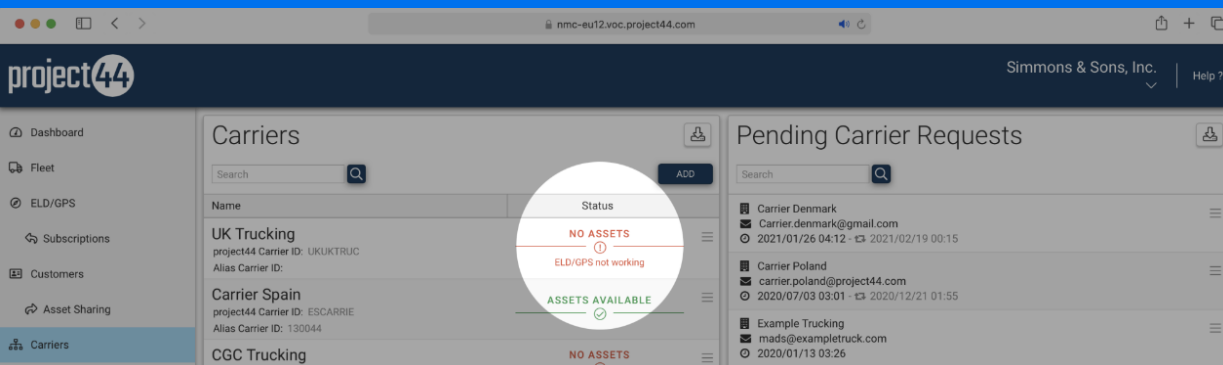 nmc-eu12.voc.project44.com
project44
Simmons & Sons, Inc.
Help ?
Dashboard
Fleet
ELD/GPS
Subscriptions
Customers
Asset Sharing
Carriers
Carriers
Search
ADD
Name
Status
UK Trucking
project44 Carrier ID: UKUKTRUC
Alias Carrier ID:
NO ASSETS
ELD/GPS not working
Carrier Spain
project44 Carrier ID: ESCARRIE
Alias Carrier ID: 130044
ASSETS AVAILABLE
CGC Trucking
NO ASSETS
Pending Carrier Requests
Search
Carrier Denmark
Carrier.denmark@gmail.com
2021/01/26 04:12 - 2021/02/19 00:15
Carrier Poland
carrier.poland@project44.com
2020/07/03 03:01 - 2020/12/21 01:55
Example Trucking
mads@exampletruck.com
2020/01/13 03:26